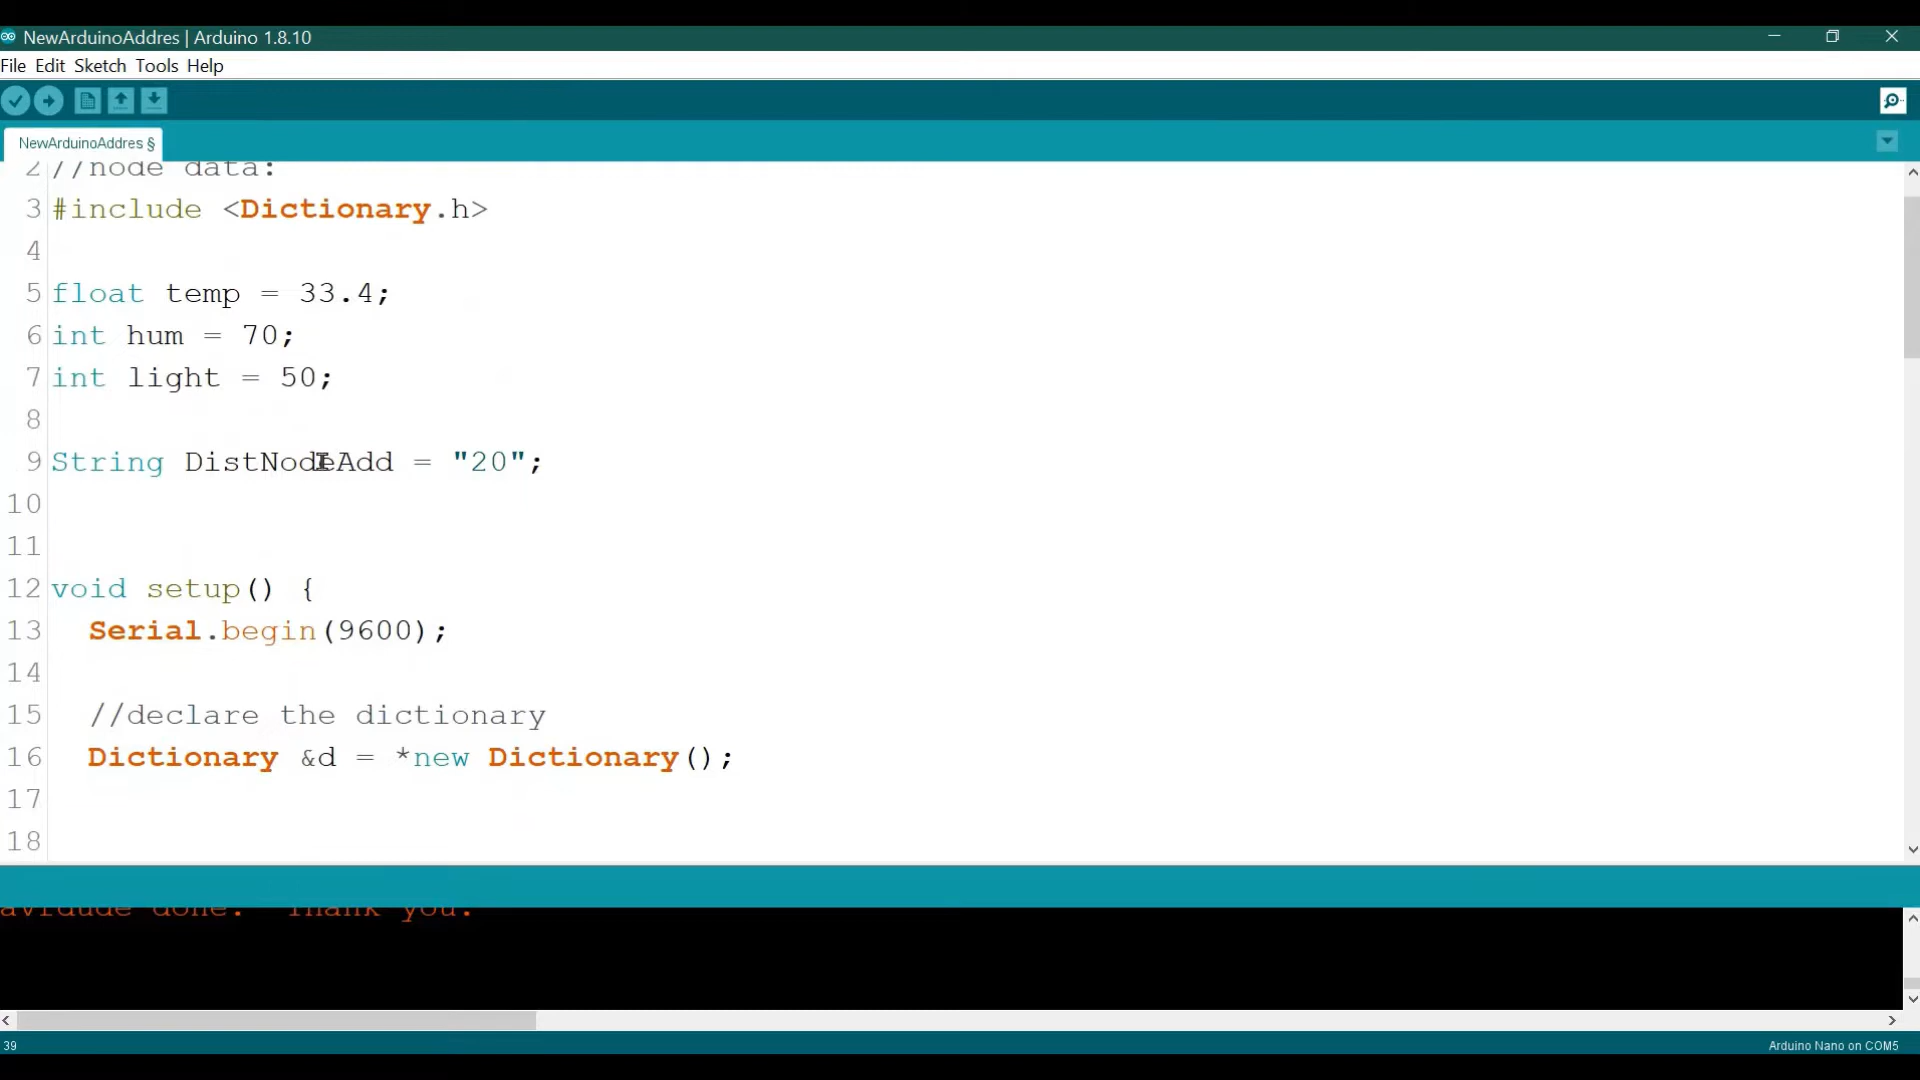 NewArduinoAddres | Arduino 1.8.10
File Edit Sketch Tools Help
NewArduinoAddres §
2 //node data:
3 #include <Dictionary.h>
4
5 float temp = 33.4;
6 int hum = 70;
7 int light = 50;
8
9 String DistNodeAdd = "20";
10
11
12 void setup() {
13 Serial.begin(9600);
14
15 //declare the dictionary
16 Dictionary &d = *new Dictionary();
17
18
avrdude done.  Thank you.
39
Arduino Nano on COM5